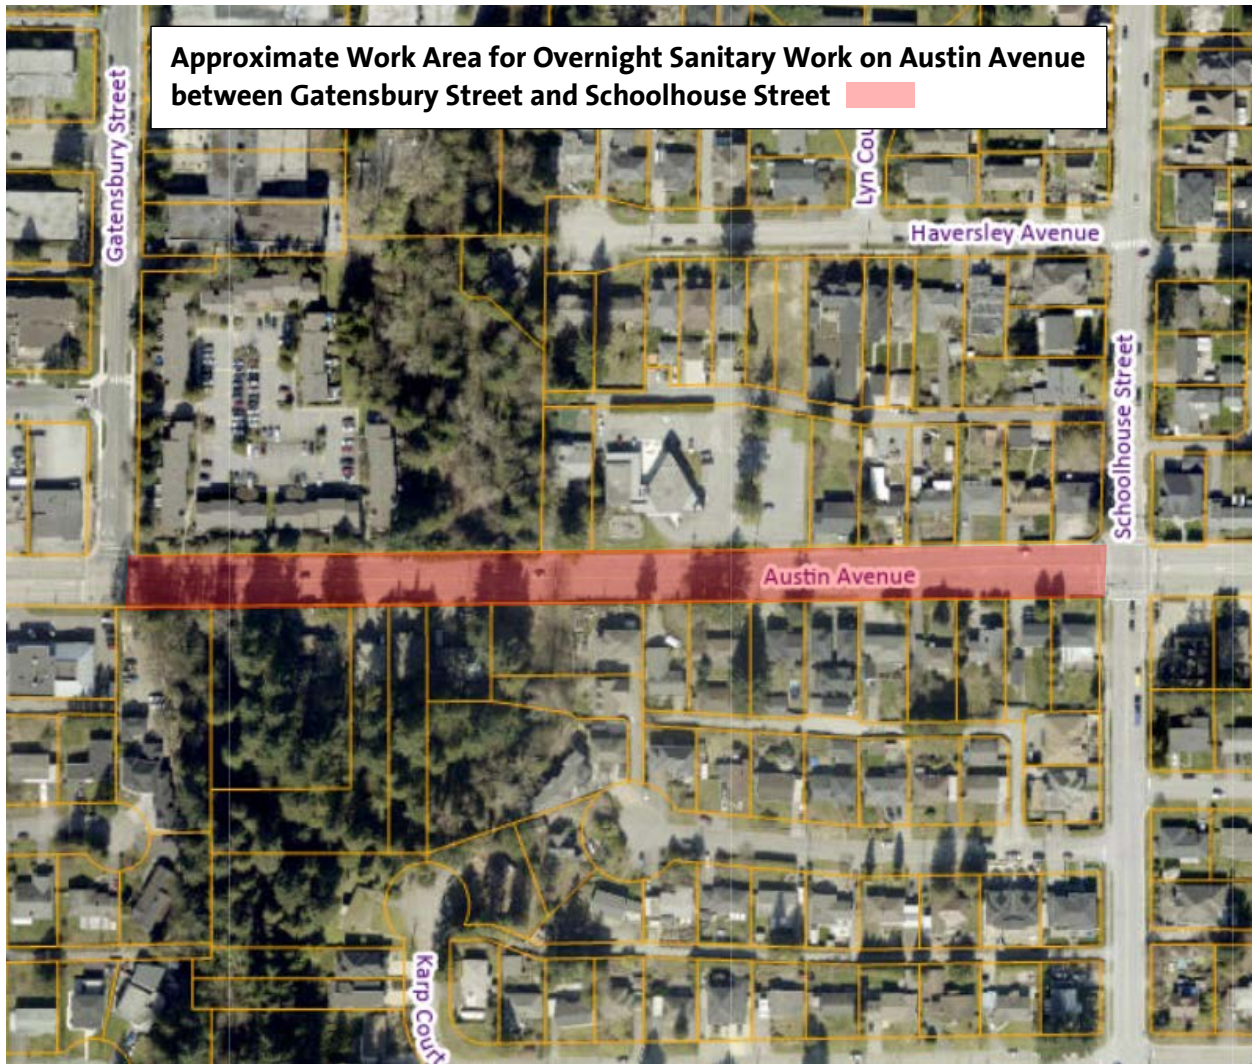 Approximate Work Area for Overnight Sanitary Work on Austin Avenue
between Gatensbury Street and Schoolhouse Street
Gatensbury Street
Lyn Cou
Haversley Avenue
Schoolhouse Street
Austin Avenue
Karp Court